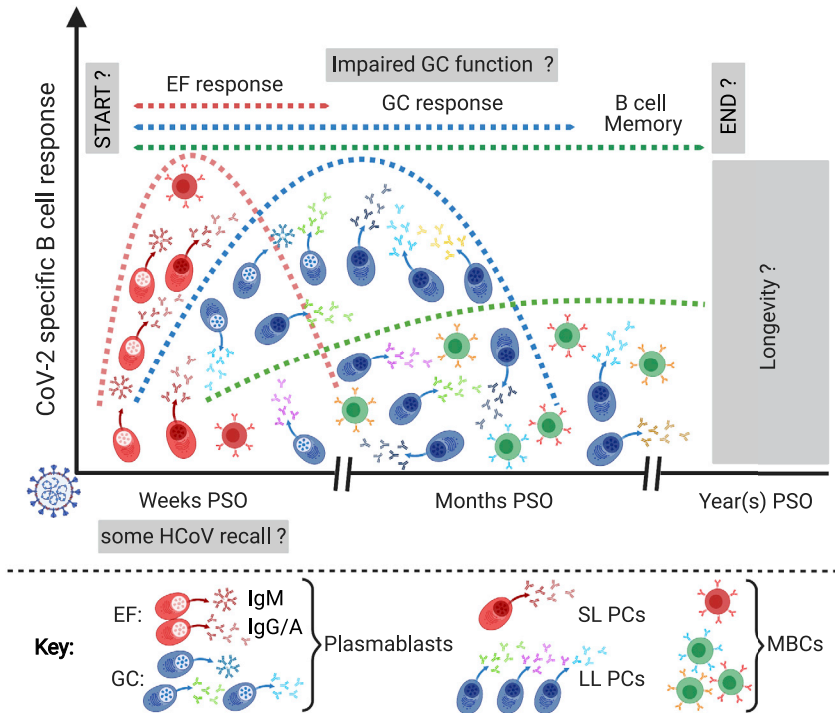 Impaired GC function ?
EF response
GC response
B cell
Memory
START ?
END ?
CoV-2 specific B cell response
Longevity ?
Weeks PSO
Months PSO
Year(s) PSO
some HCoV recall ?
Key:
EF:
IgM
IgG/A
GC:
Plasmablasts
SL PCs
LL PCs
MBCs